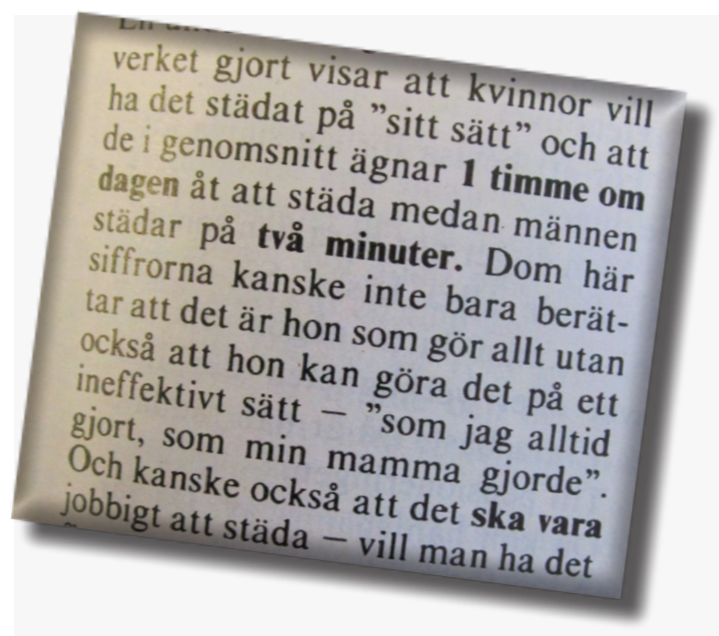 verket gjort visar att kvinnor vill
ha det städat på ”sitt sätt” och att
de i genomsnitt ägnar 1 timme om
dagen åt att städa medan männen
städar på två minuter. Dom här
siffrorna kanske inte bara berät-
tar att det är hon som gör allt utan
också att hon kan göra det på ett
ineffektivt sätt – ”som jag alltid
gjort, som min mamma gjorde”.
Och kanske också att det ska vara
jobbigt att städa – vill man ha det